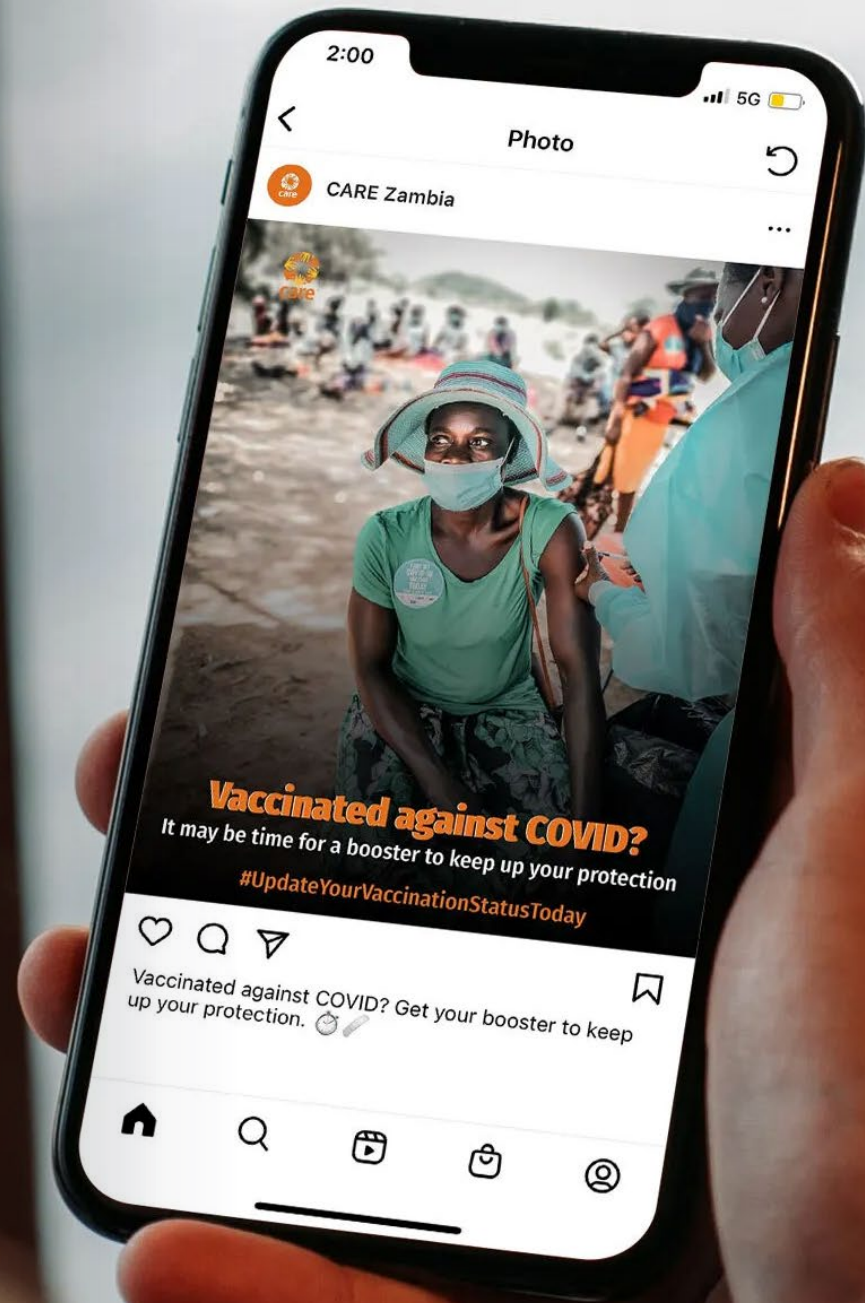 2:00
5G
Photo
care
CARE Zambia
care
Vaccinated against COVID?
It may be time for a booster to keep up your protection
#UpdateYourVaccinationStatusToday
Vaccinated against COVID? Get your booster to keep
up your protection. ⏱️🩹